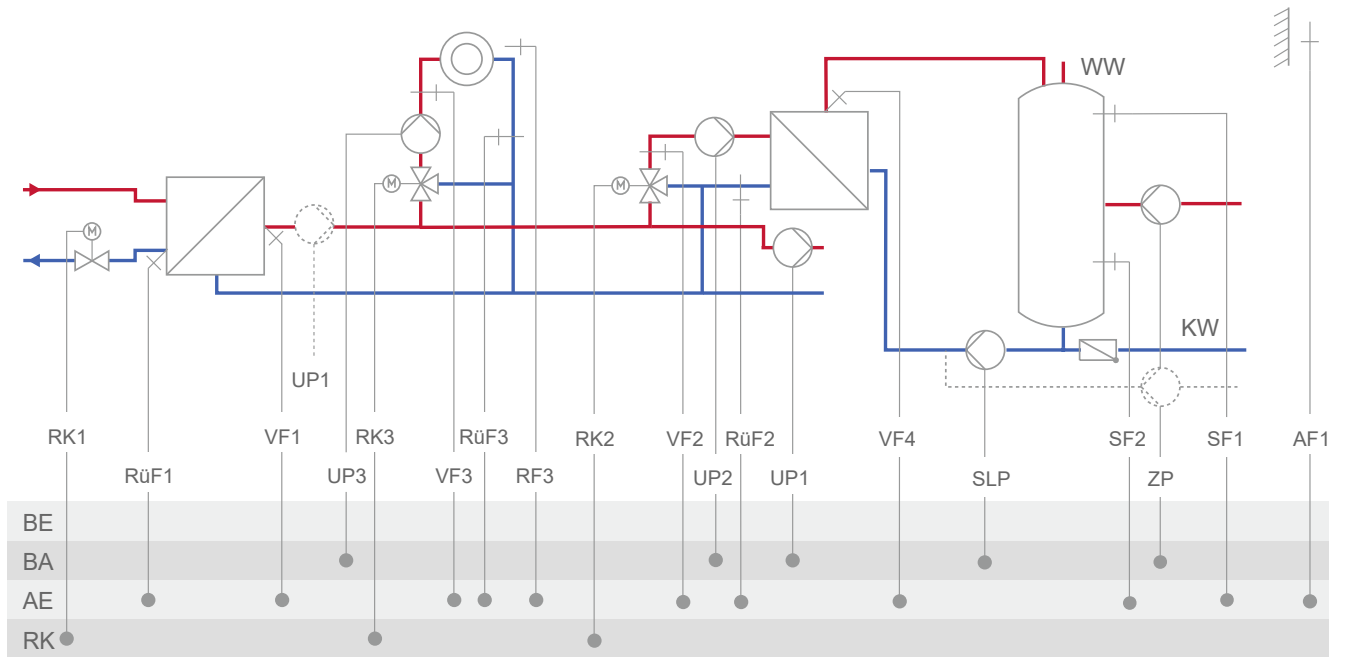 WW
M
M
M
KW
UP1
RK1
VF1
RK3
RüF3
RK2
VF2
RüF2
VF4
SF2
SF1
AF1
RüF1
UP3
VF3
RF3
UP2
UP1
SLP
ZP
BE
BA
AE
RK